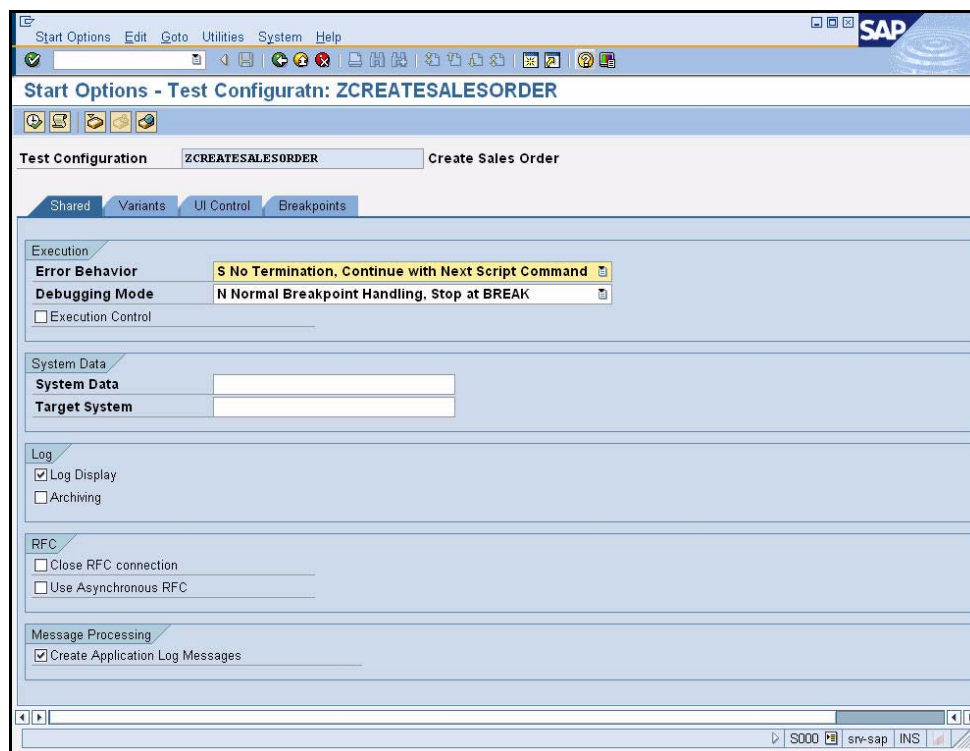 Start Options Edit Goto Utilities System Help
SAP
Start Options - Test Configuratn: ZCREATESALESORDER
Test Configuration ZCREATESALESORDER Create Sales Order
Shared Variants UI Control Breakpoints
Execution
Error Behavior S No Termination, Continue with Next Script Command
Debugging Mode N Normal Breakpoint Handling, Stop at BREAK
Execution Control
System Data
System Data
Target System
Log
Log Display
Archiving
RFC
Close RFC connection
Use Asynchronous RFC
Message Processing
Create Application Log Messages
S000 srv-sap INS